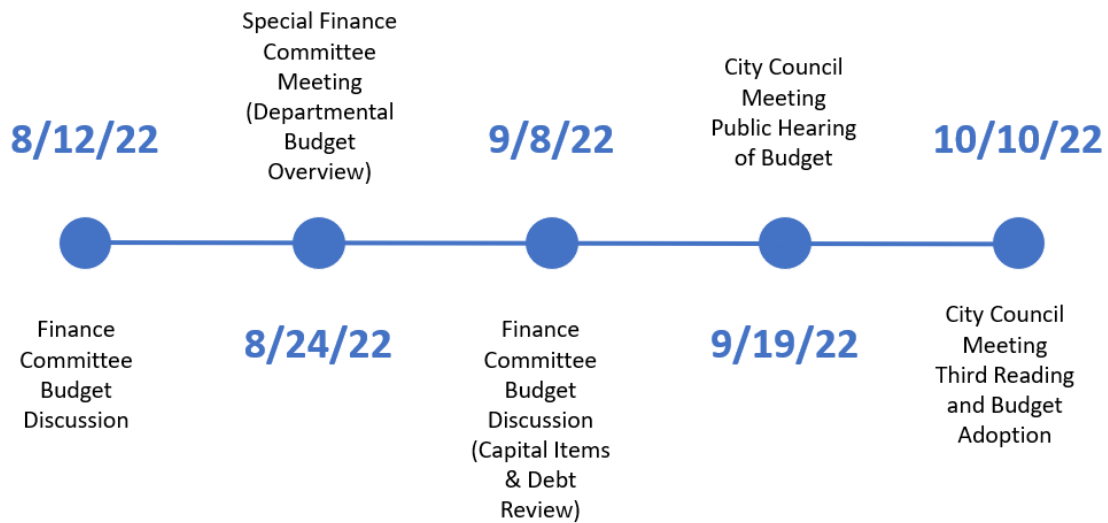 8/12/22
Finance
Committee
Budget
Discussion
Special Finance
Committee
Meeting
(Departmental
Budget
Overview)
8/24/22
9/8/22
Finance
Committee
Budget
Discussion
(Capital Items
& Debt
Review)
City Council
Meeting
Public Hearing
of Budget
9/19/22
10/10/22
City Council
Meeting
Third Reading
and Budget
Adoption